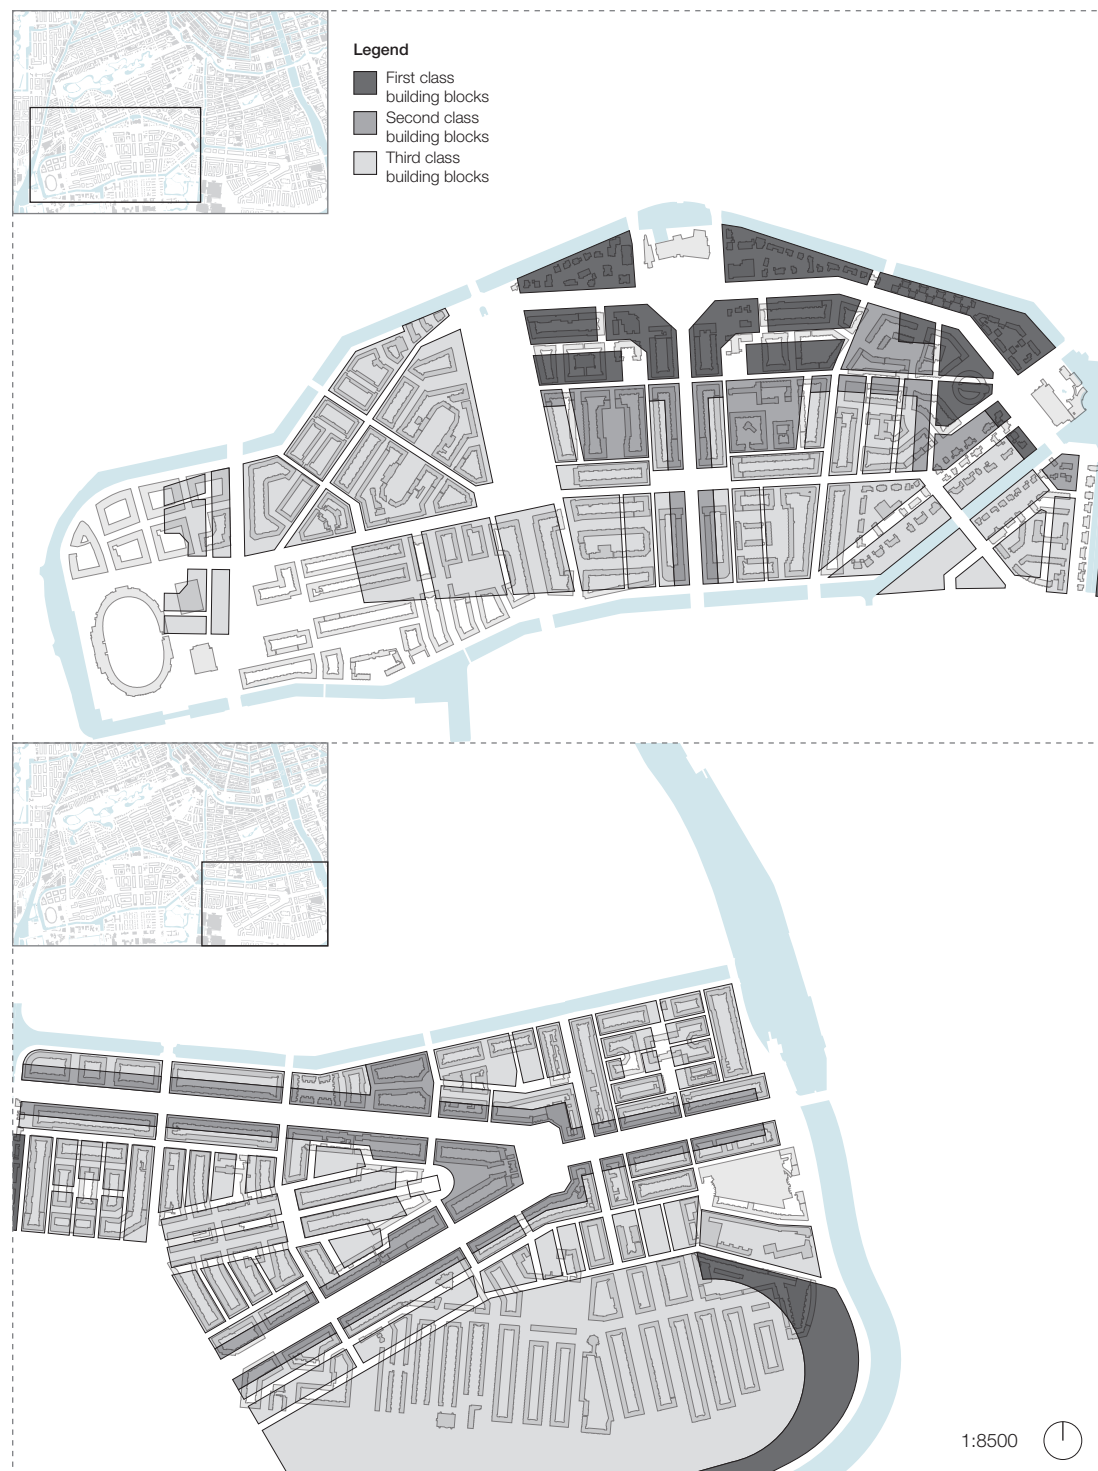 Legend
First class
building blocks
Second class
building blocks
Third class
building blocks
1:8500